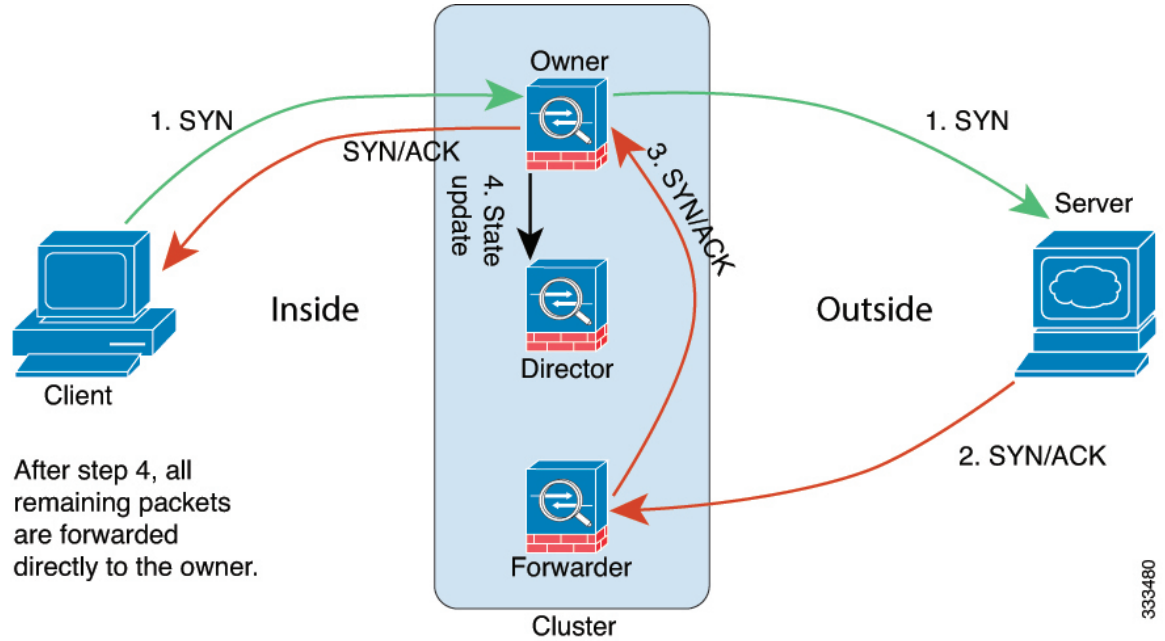 Owner
1. SYN
1. SYN
SYN/ACK
3. SYN/ACK
4. State
update
Server
Inside
Outside
Director
Client
2. SYN/ACK
After step 4, all
remaining packets
are forwarded
directly to the owner.
Forwarder
Cluster
333480